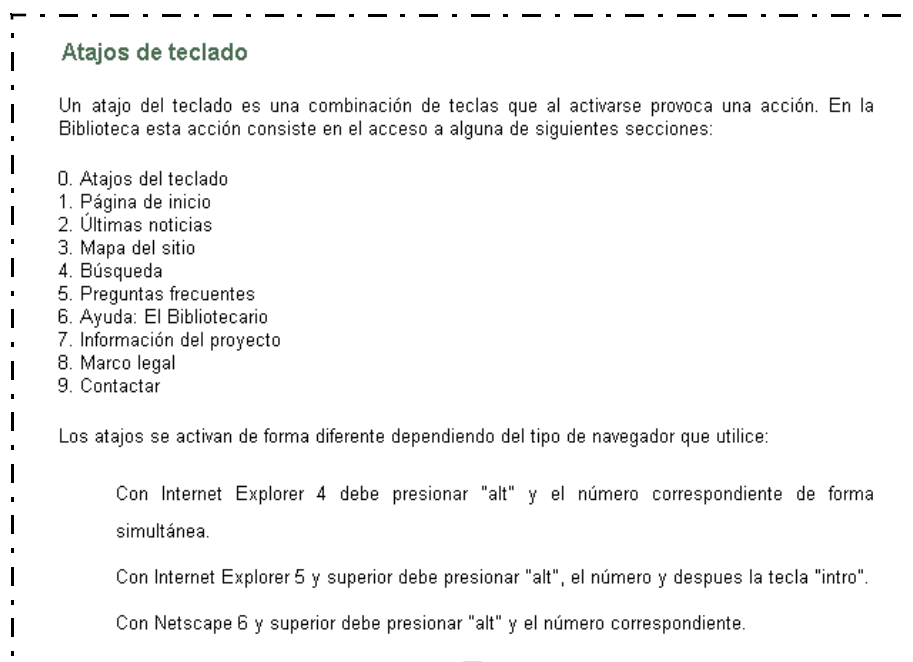 Atajos de teclado
Un atajo del teclado es una combinación de teclas que al activarse provoca una acción. En la
Biblioteca esta acción consiste en el acceso a alguna de siguientes secciones:
0. Atajos del teclado
1. Página de inicio
2. Últimas noticias
3. Mapa del sitio
4. Búsqueda
5. Preguntas frecuentes
6. Ayuda: El Bibliotecario
7. Información del proyecto
8. Marco legal
9. Contactar
Los atajos se activan de forma diferente dependiendo del tipo de navegador que utilice:
Con Internet Explorer 4 debe presionar "alt" y el número correspondiente de forma
simultánea.
Con Internet Explorer 5 y superior debe presionar "alt", el número y despues la tecla "intro".
Con Netscape 6 y superior debe presionar "alt" y el número correspondiente.